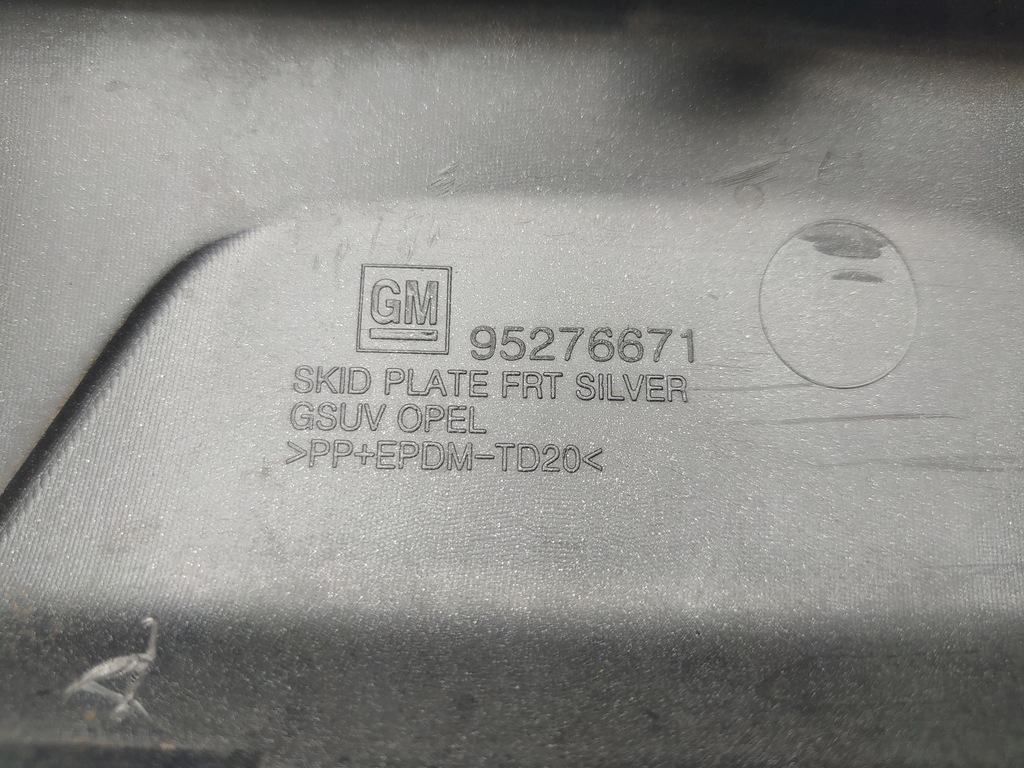 GM 95276671
SKID PLATE FRT SILVER
GSUV OPEL
>PP+EPDM-TD20<